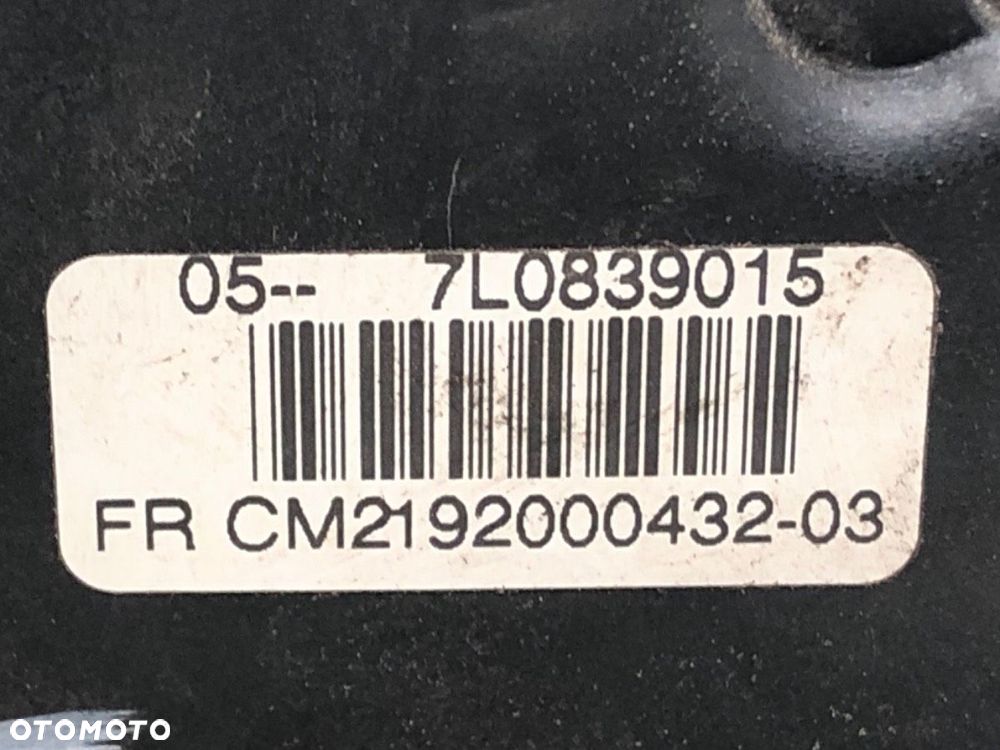 05-- 7L0839015
FR CM2192000432-03
OTOMOTO